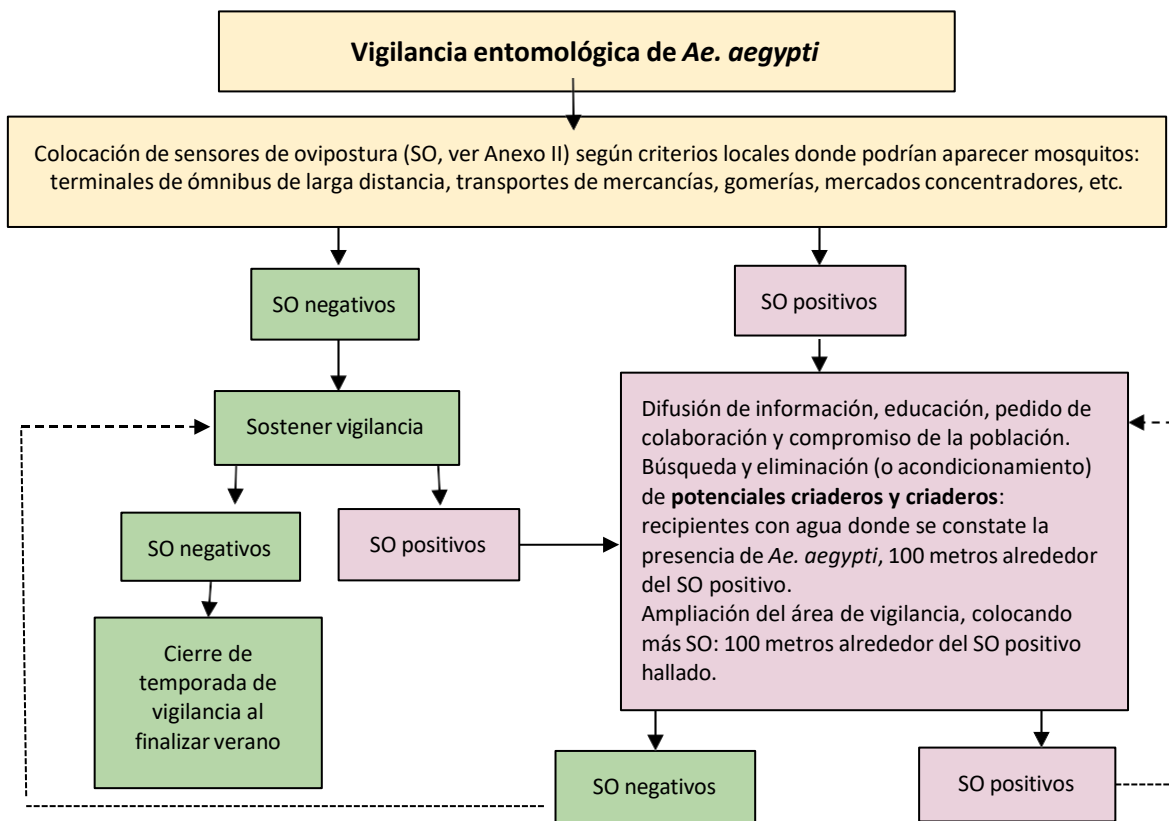 Vigilancia entomológica de Ae. aegypti
Colocación de sensores de ovipostura (SO, ver Anexo II) según criterios locales donde podrían aparecer mosquitos:
terminales de ómnibus de larga distancia, transportes de mercancías, gomerías, mercados concentradores, etc.
SO negativos
SO positivos
Sostener vigilancia
SO negativos
SO positivos
Difusión de información, educación, pedido de
colaboración y compromiso de la población.
Búsqueda y eliminación (o acondicionamiento)
de potenciales criaderos y criaderos:
recipientes con agua donde se constate la
presencia de Ae. aegypti, 100 metros alrededor
del SO positivo.
Ampliación del área de vigilancia, colocando
más SO: 100 metros alrededor del SO positivo
hallado.
Cierre de
temporada de
vigilancia al
finalizar verano
SO negativos
SO positivos